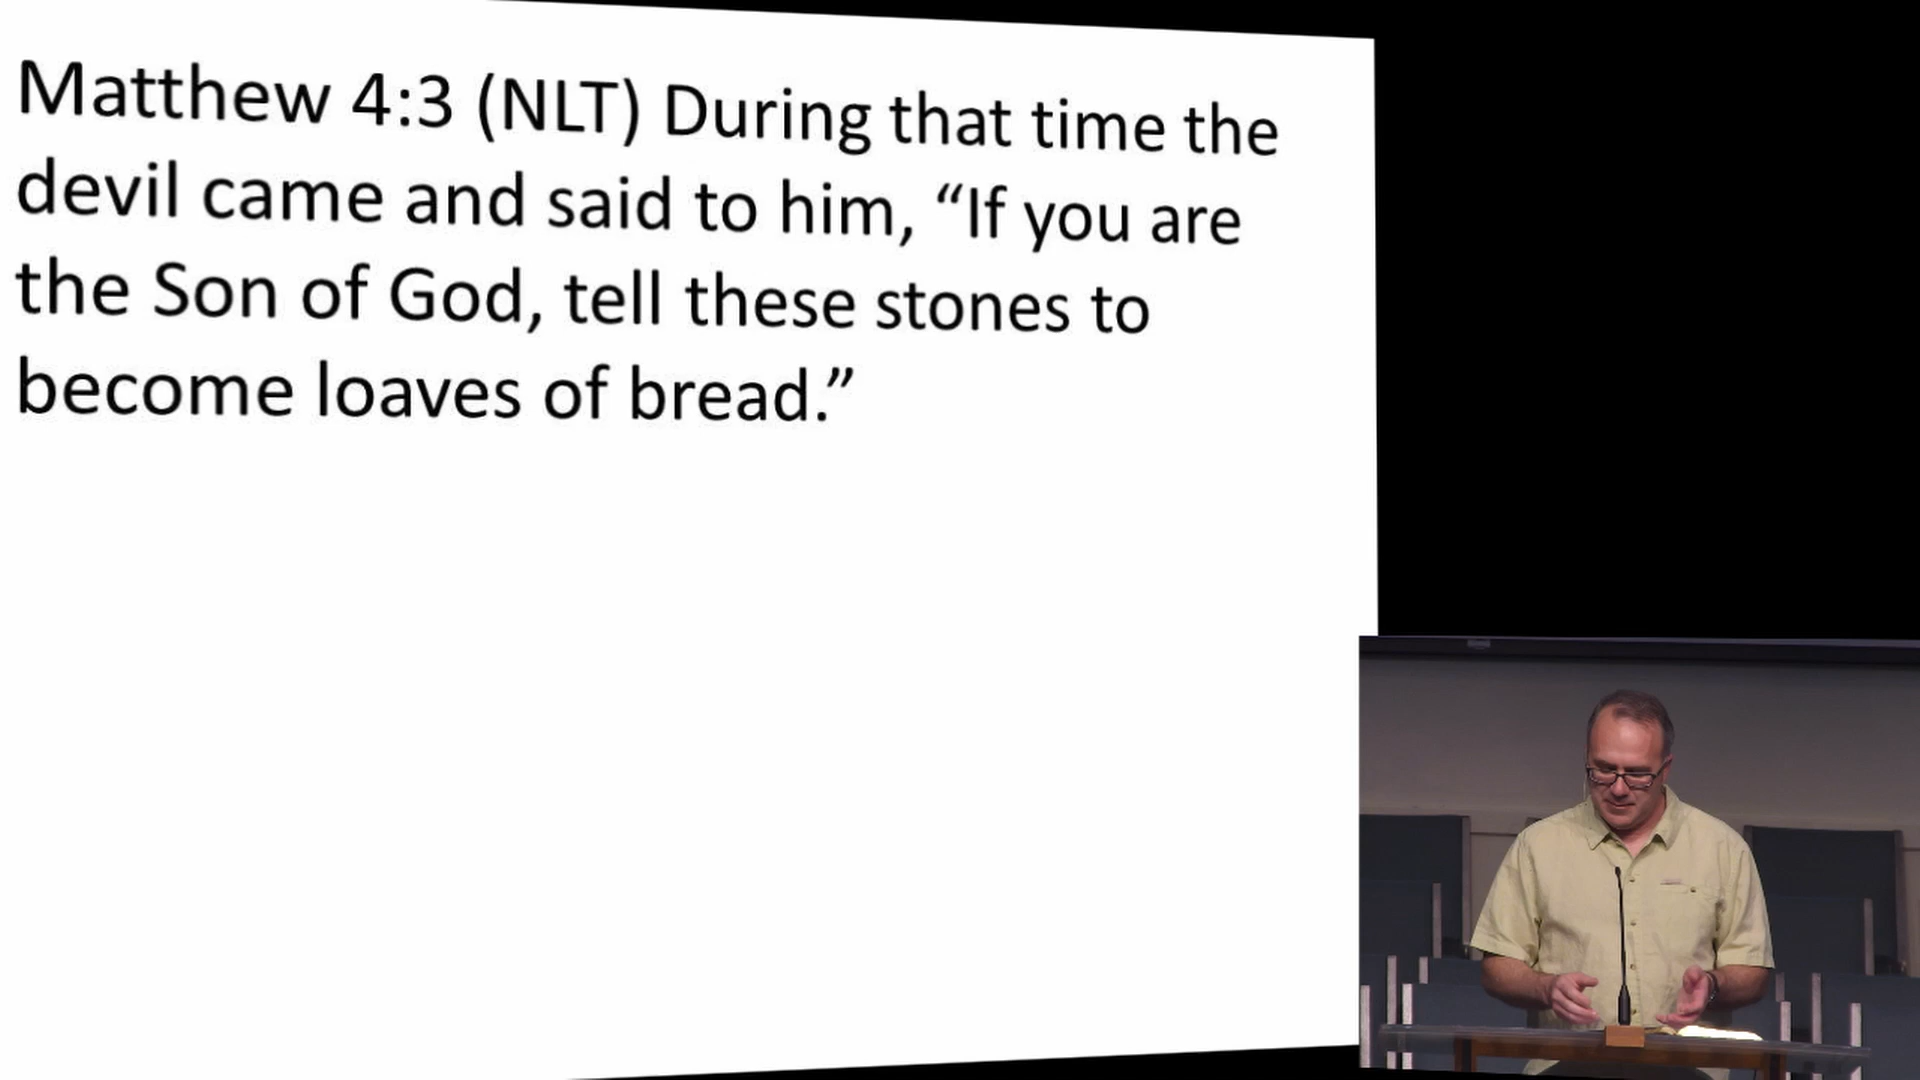 Matthew 4:3 (NLT) During that time the
devil came and said to him, “If you are
the Son of God, tell these stones to
become loaves of bread.”